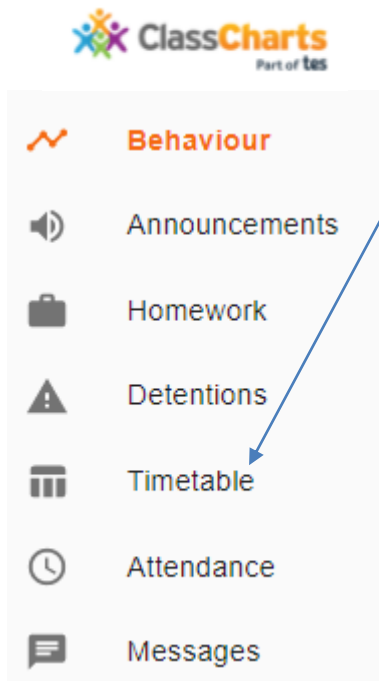 ClassCharts
Part of tes
Behaviour
Announcements
Homework
Detentions
Timetable
Attendance
Messages